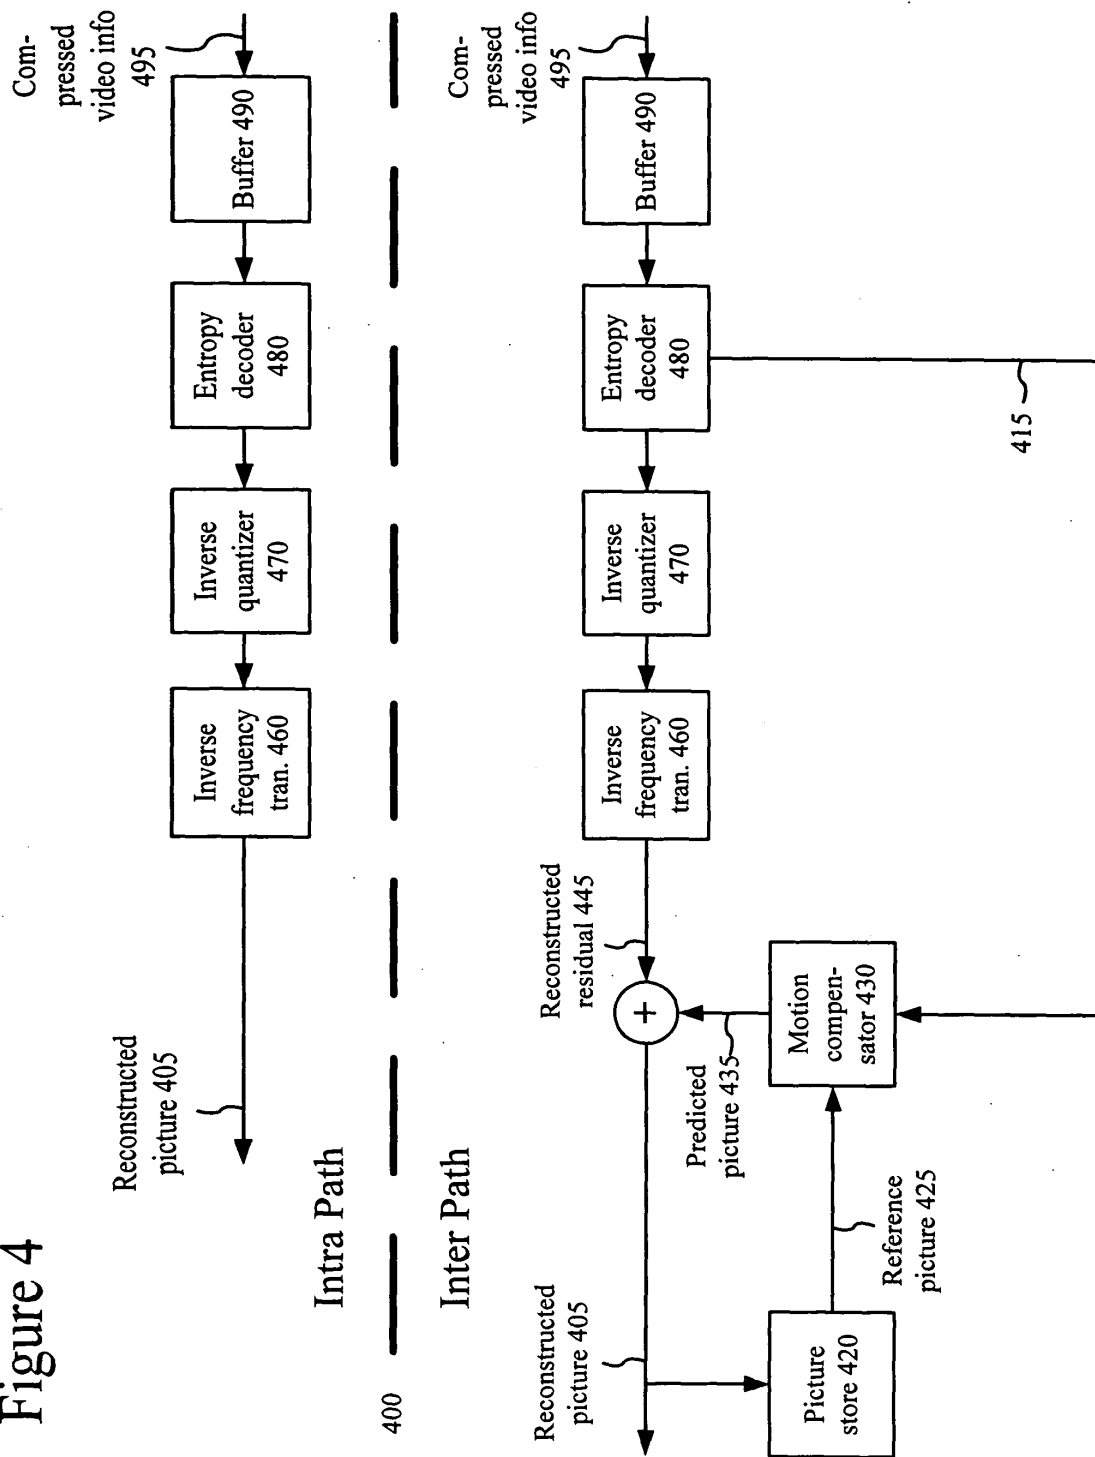 Figure 4
Reconstructed
picture 405
Inverse
frequency
tran. 460
Inverse
quantizer
470
Entropy
decoder
480
Buffer 490
Com-
pressed
video info
495
Intra Path
400
Inter Path
Reconstructed
picture 405
Reconstructed
residual 445
Inverse
frequency
tran. 460
Inverse
quantizer
470
Entropy
decoder
480
Buffer 490
Com-
pressed
video info
495
+
Predicted
picture 435
Picture
store 420
Reference
picture 425
Motion
compen-
sator 430
415